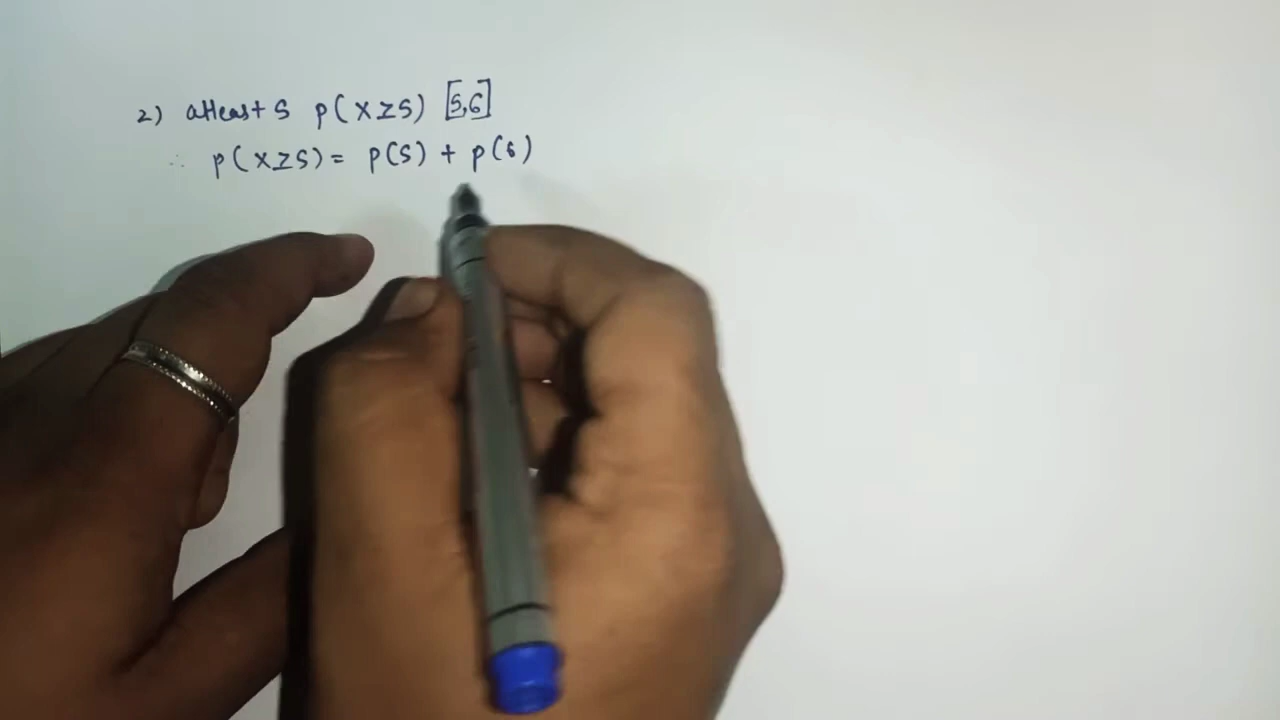 2) atleast 5 p(x≥5) [5,6]
∴ p(x≥5) = p(5) + p(6)